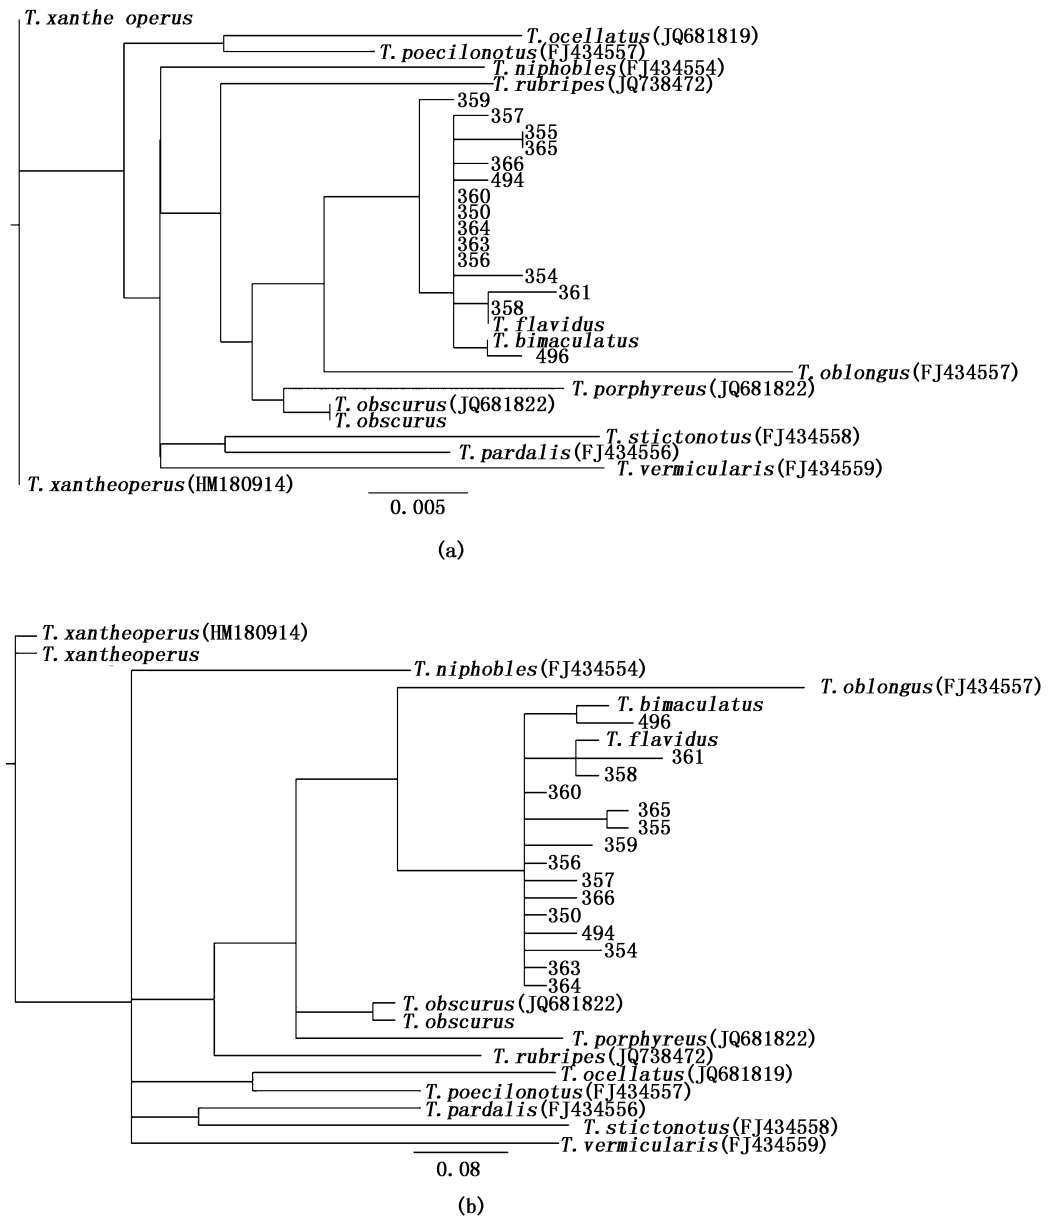 T. xanthe operus
T. ocellatus(JQ681819)
T. poecilonotus(FJ434557)
T. niphobles(FJ434554)
T. rubripes(JQ738472)
359
357
355
365
366
494
360
350
364
363
356
354
361
358
T. flavidus
T. bimaculatus
496
T. oblongus(FJ434557)
T. porphyreus(JQ681822)
T. obscurus(JQ681822)
T. obscurus
T. stictonotus(FJ434558)
T. pardalis(FJ434556)
T. vermicularis(FJ434559)
T. xantheoperus(HM180914)
0.005
(a)
T. xantheoperus(HM180914)
T. xantheoperus
T. niphobles(FJ434554)
T. oblongus(FJ434557)
T. bimaculatus
496
T. flavidus
361
358
360
365
355
359
356
357
366
350
494
354
363
364
T. obscurus(JQ681822)
T. obscurus
T. porphyreus(JQ681822)
T. rubripes(JQ738472)
T. ocellatus(JQ681819)
T. poecilonotus(FJ434557)
T. pardalis(FJ434556)
T. stictonotus(FJ434558)
T. vermicularis(FJ434559)
0.08
(b)